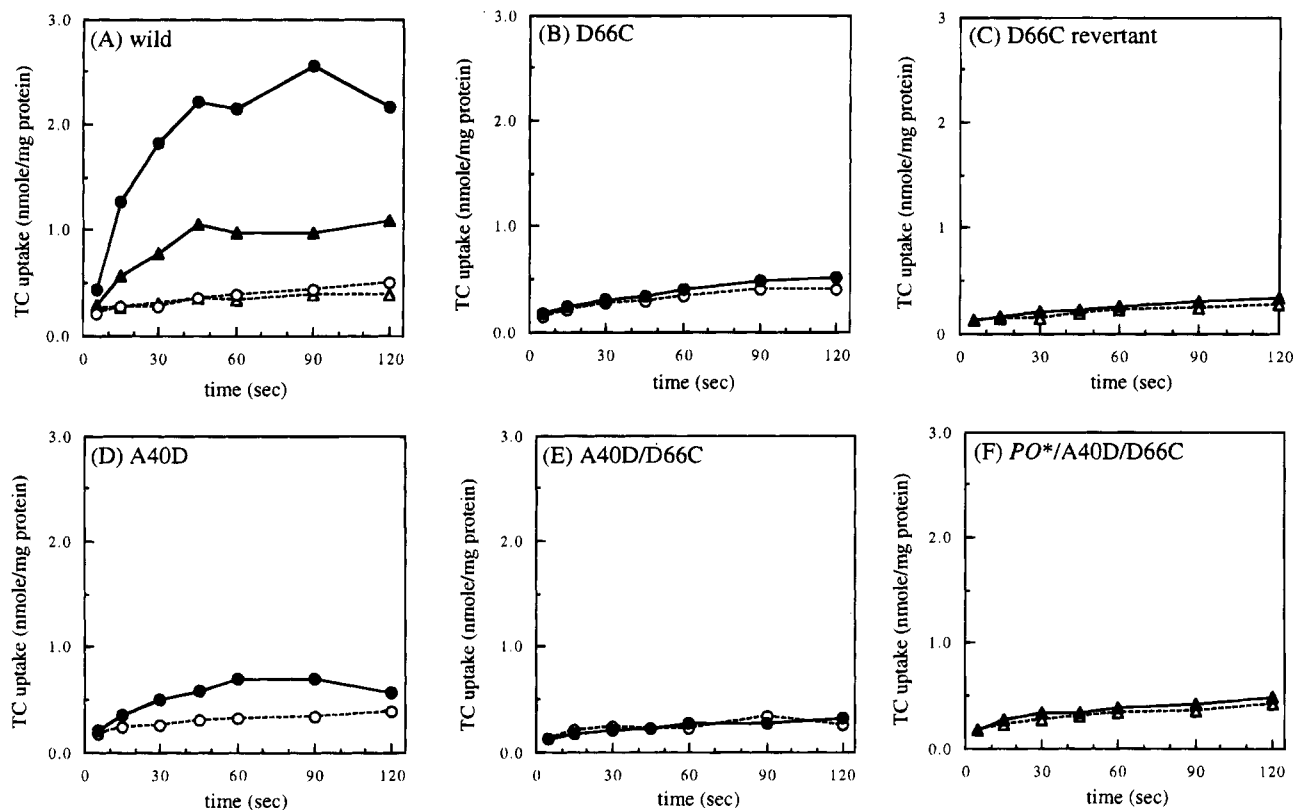 (A) wild
TC uptake (nmole/mg protein)
3.0
2.0
1.0
0.0
0 30 60 90 120
time (sec)
(B) D66C
TC uptake (nmole/mg protein)
3.0
2.0
1.0
0.0
0 30 60 90 120
time (sec)
(C) D66C revertant
TC uptake (nmole/mg protein)
3
2
1
0
0 30 60 90 120
time (sec)
(D) A40D
TC uptake (nmole/mg protein)
3.0
2.0
1.0
0.0
0 30 60 90 120
time (sec)
(E) A40D/D66C
TC uptake (nmole/mg protein)
3.0
2.0
1.0
0.0
0 30 60 90 120
time (sec)
(F) PO*/A40D/D66C
TC uptake (nmole/mg protein)
3.0
2.0
1.0
0.0
0 30 60 90 120
time (sec)